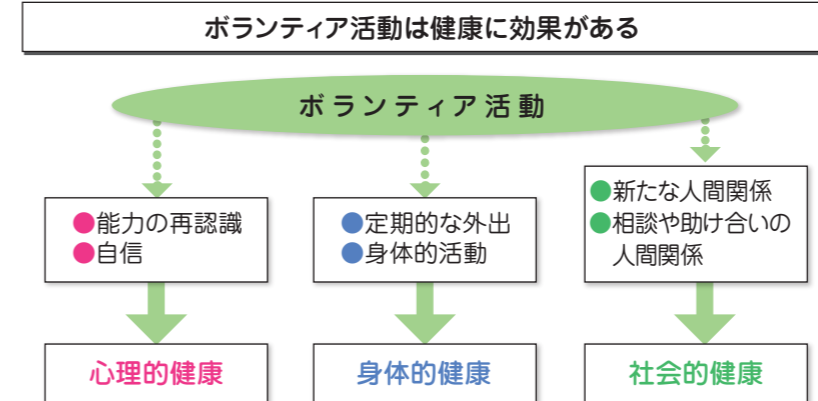 ボランティア活動は健康に効果がある
ボランティア活動
●能力の再認識
●自信
●定期的な外出
●身体的活動
●新たな人間関係
●相談や助け合いの
人間関係
心理的健康
身体的健康
社会的健康